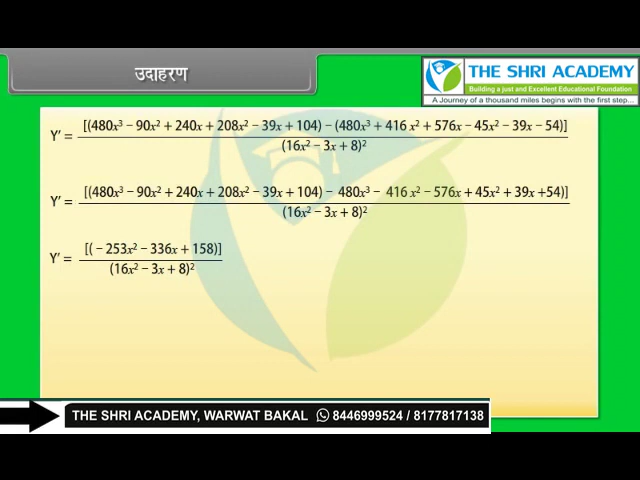 उदाहरण
THE SHRI ACADEMY
Building a just and Excellent Educational Foundation
A Journey of a thousand miles begins with the first step...
Y′ = [(480x³ − 90x² + 240x + 208x² − 39x + 104) − (480x³ + 416 x² + 576x − 45x² − 39x − 54)] / (16x² − 3x + 8)²
Y′ = [(480x³ − 90x² + 240x + 208x² − 39x + 104) − 480x³ − 416 x² − 576x + 45x² + 39x +54)] / (16x² − 3x + 8)²
Y′ = [( − 253x² − 336x + 158)] / (16x² − 3x + 8)²
THE SHRI ACADEMY, WARWAT BAKAL 8446999524 / 8177817138